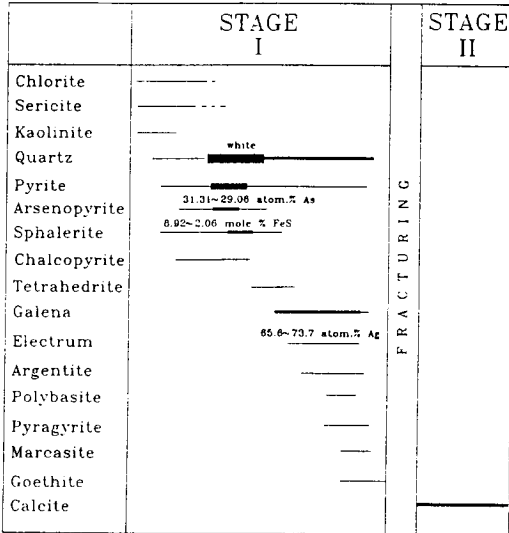 STAGE I
STAGE II
Chlorite
Sericite
Kaolinite
white
Quartz
Pyrite
31.31~29.06 atom.% As
Arsenopyrite
6.92~2.06 mole % FeS
Sphalerite
Chalcopyrite
Tetrahedrite
Galena
65.6~73.7 atom.% Ag
Electrum
Argentite
Polybasite
Pyragyrite
Marcasite
Goethite
Calcite
FRACTURING